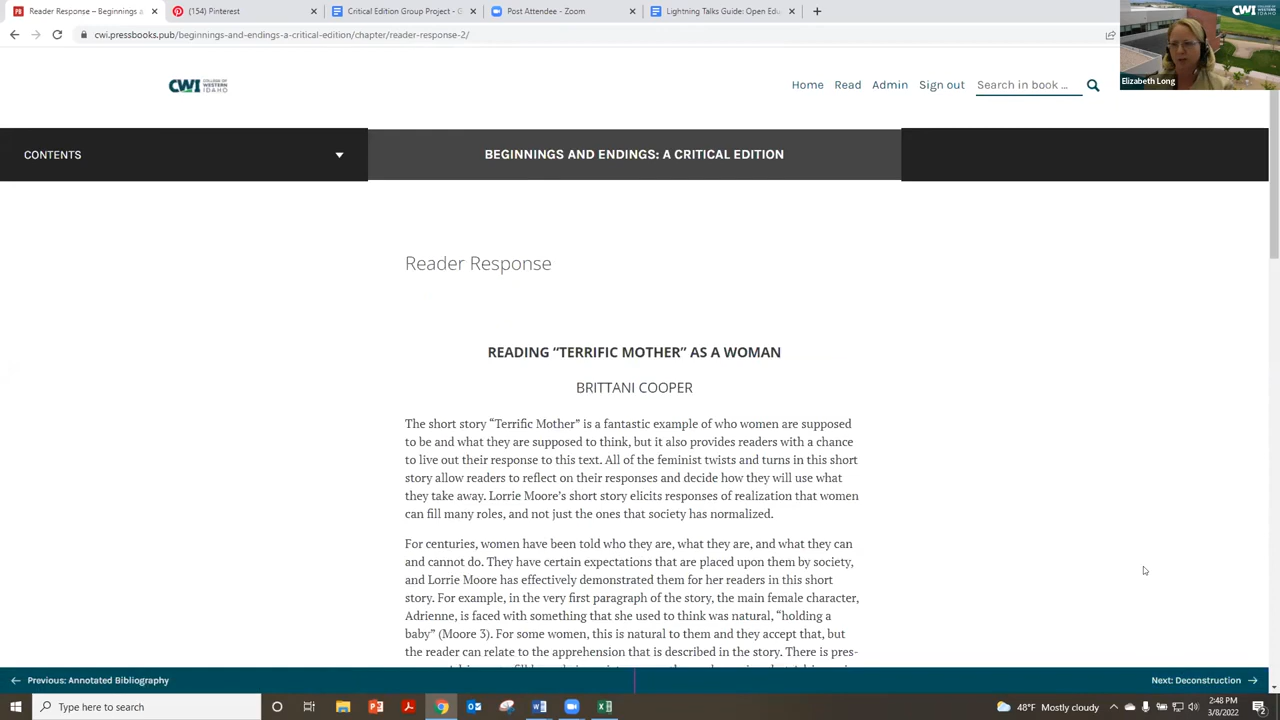 Reader Response – Beginnings a
(154) Pinterest
Critical Edition Group Project - G
Post Attendee - Zoom
Lightning Talks Guide: Open Edu
cwi.pressbooks.pub/beginnings-and-endings-a-critical-edition/chapter/reader-response-2/
CWI
Elizabeth Long
CWI COLLEGE OF WESTERN IDAHO
Home Read Admin Sign out Search in book ...
CONTENTS
BEGINNINGS AND ENDINGS: A CRITICAL EDITION
Reader Response
READING “TERRIFIC MOTHER” AS A WOMAN
BRITTANI COOPER
The short story “Terrific Mother” is a fantastic example of who women are supposed
to be and what they are supposed to think, but it also provides readers with a chance
to live out their response to this text. All of the feminist twists and turns in this short
story allow readers to reflect on their responses and decide how they will use what
they take away. Lorrie Moore’s short story elicits responses of realization that women
can fill many roles, and not just the ones that society has normalized.
For centuries, women have been told who they are, what they are, and what they can
and cannot do. They have certain expectations that are placed upon them by society,
and Lorrie Moore has effectively demonstrated them for her readers in this short
story. For example, in the very first paragraph of the story, the main female character,
Adrienne, is faced with something that she used to think was natural, “holding a
baby” (Moore 3). For some women, this is natural to them and they accept that, but
the reader can relate to the apprehension that is described in the story. There is pres-
Previous: Annotated Bibliography
Next: Deconstruction
Type here to search
48°F Mostly cloudy
2:48 PM
3/8/2022